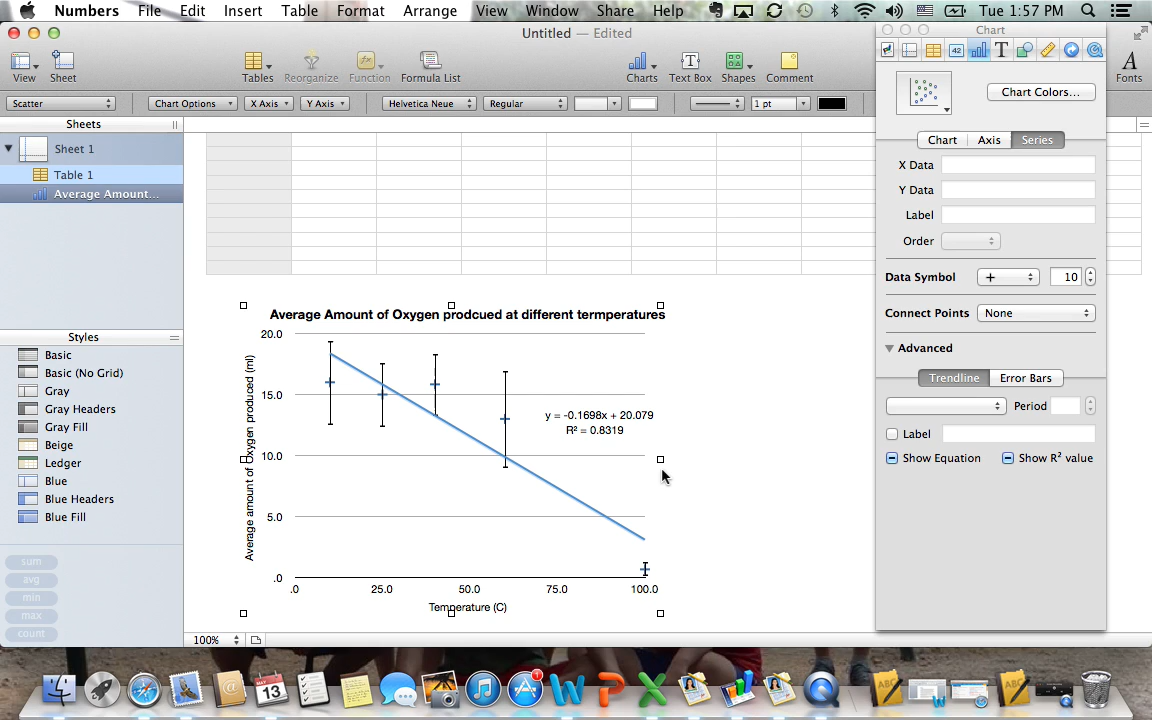 Numbers File Edit Insert Table Format Arrange View Window Share Help Tue 1:57 PM
Untitled — Edited
Chart
View Sheet Tables Reorganize Function Formula List Charts Text Box Shapes Comment Fonts
Scatter Chart Options X Axis Y Axis Helvetica Neue Regular 1 pt
Chart Colors...
Sheets
Sheet 1
Table 1
Average Amount...
Chart Axis Series
X Data
Y Data
Label
Order
Data Symbol + 10
Connect Points None
Advanced
Trendline Error Bars
Period
Label
Show Equation Show R² value
Styles
Basic
Basic (No Grid)
Gray
Gray Headers
Gray Fill
Beige
Ledger
Blue
Blue Headers
Blue Fill
sum
avg
min
max
count
Average Amount of Oxygen prodcued at different termperatures
Average amount of Oxygen produced (ml)
20.0
15.0
10.0
5.0
.0
y = -0.1698x + 20.079
R² = 0.8319
.0 25.0 50.0 75.0 100.0
Temperature (C)
100%
42
MAY
13
1
ABC
ABC